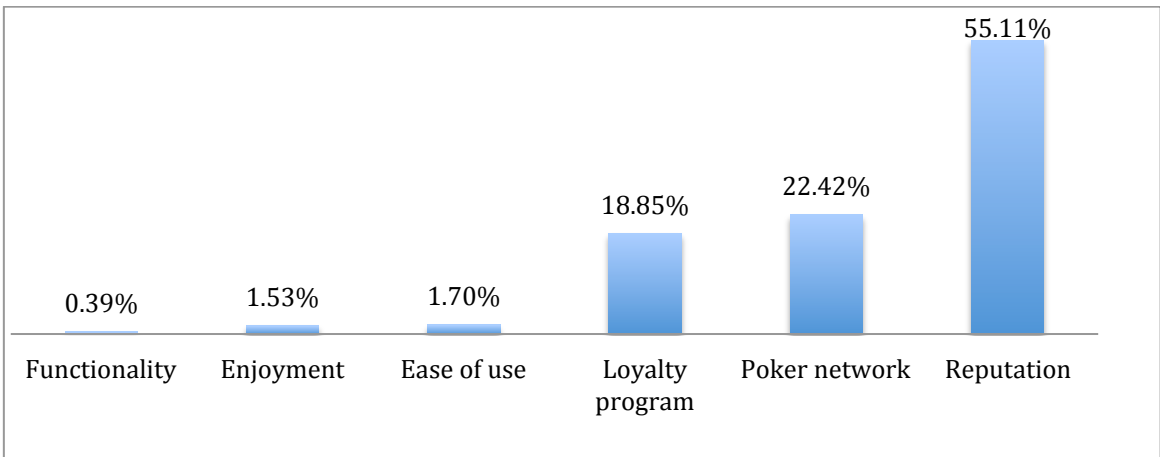 55.11%
22.42%
18.85%
1.70%
1.53%
0.39%
Functionality
Enjoyment
Ease of use
Loyalty
program
Poker network
Reputation